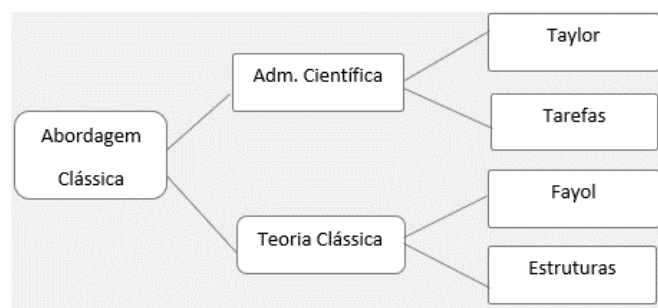 Abordagem
Clássica
Adm. Científica
Taylor
Tarefas
Teoria Clássica
Fayol
Estruturas